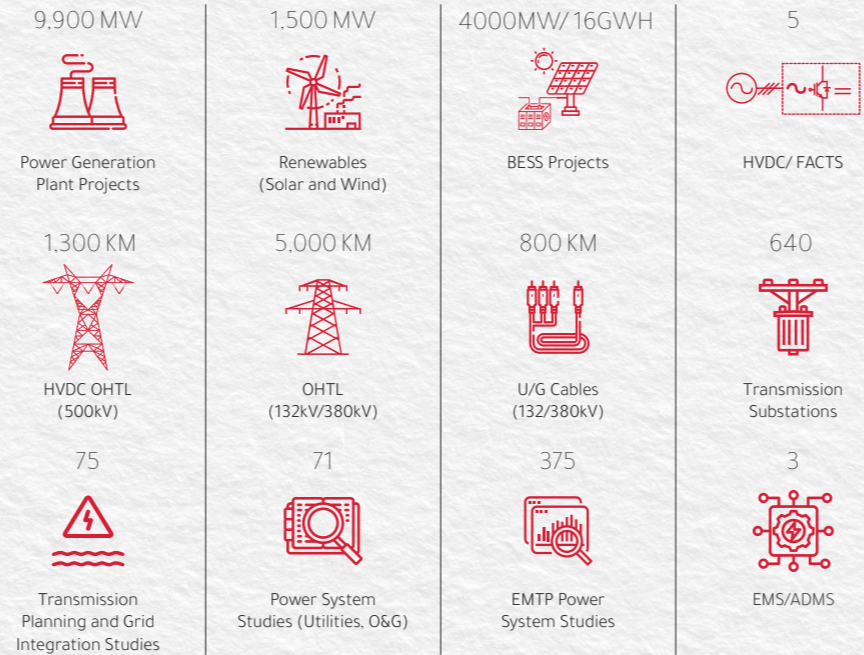 9,900 MW
Power Generation
Plant Projects
1,500 MW
Renewables
(Solar and Wind)
4000MW/ 16GWH
BESS Projects
5
HVDC/ FACTS
1,300 KM
HVDC OHTL
(500kV)
5,000 KM
OHTL
(132kV/380kV)
800 KM
U/G Cables
(132/380kV)
640
Transmission
Substations
75
Transmission
Planning and Grid
Integration Studies
71
Power System
Studies (Utilities, O&G)
375
EMTP Power
System Studies
3
EMS/ADMS